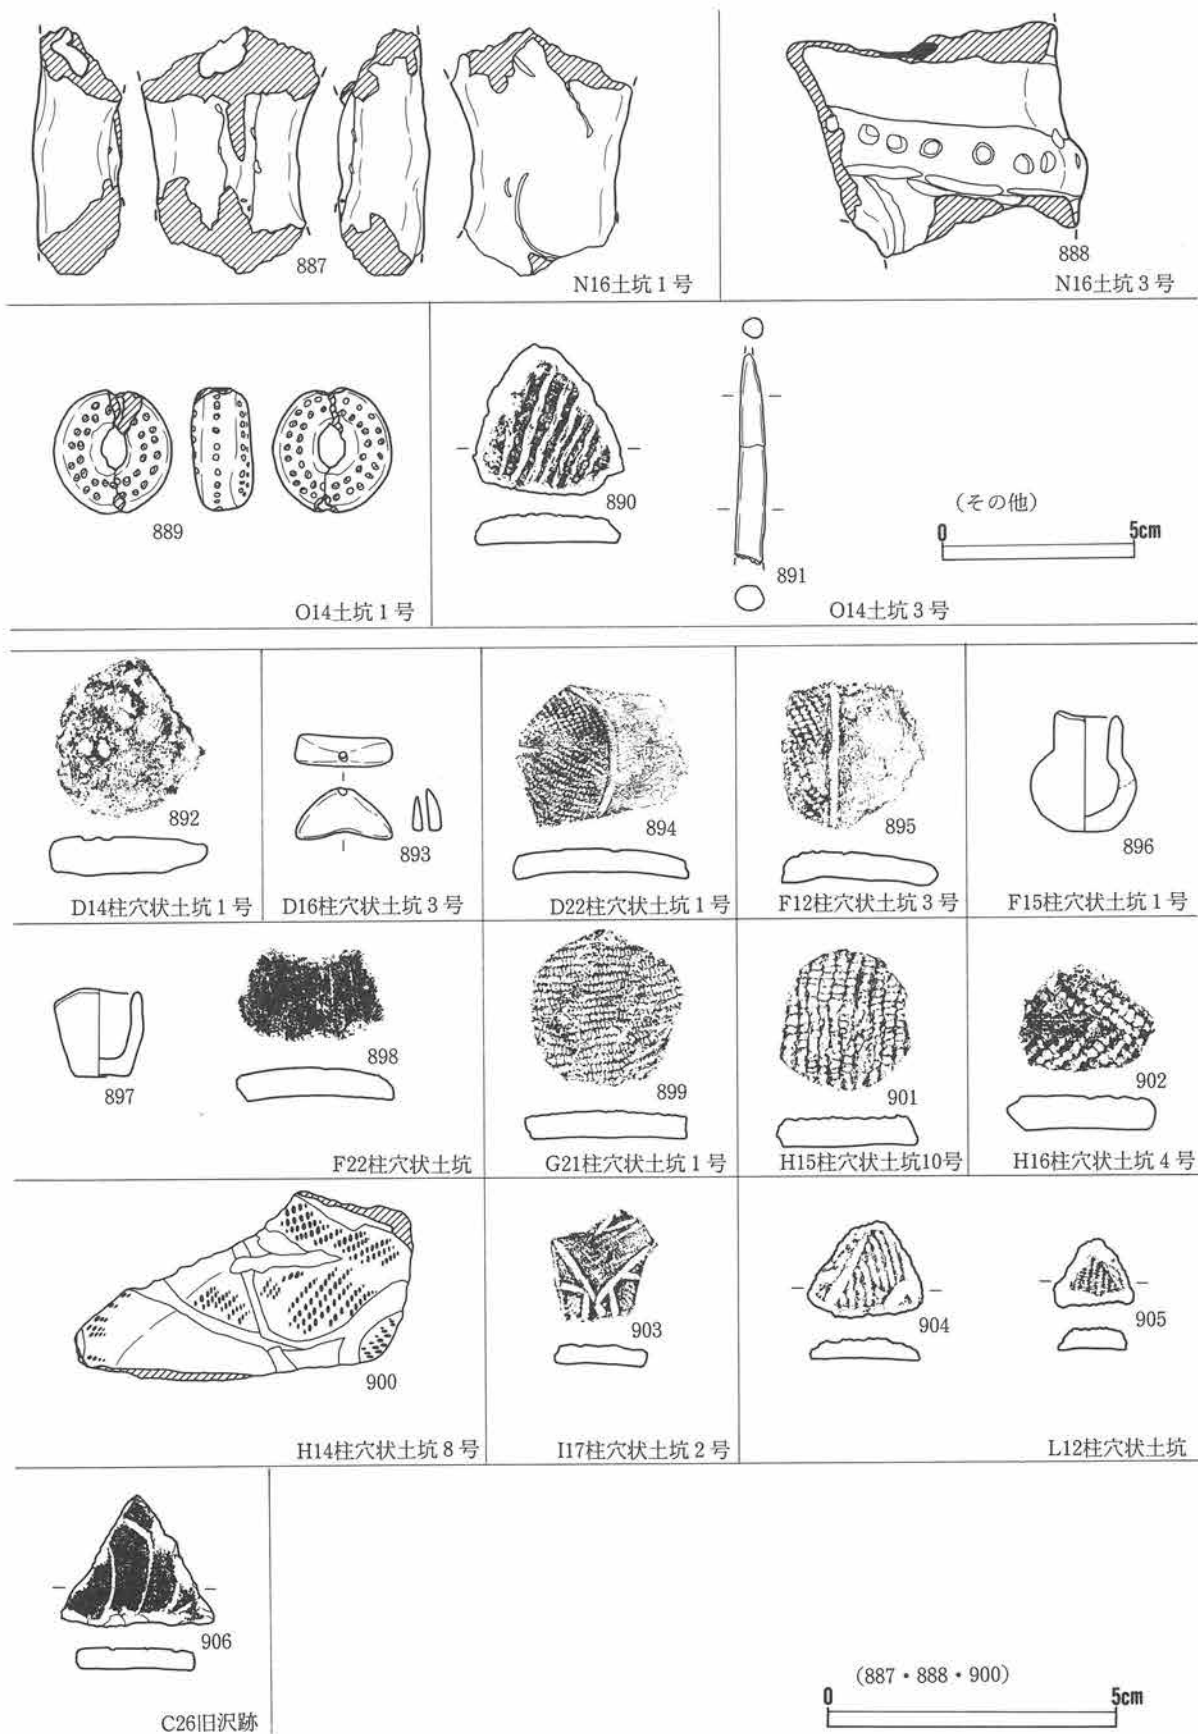 887
N16土坑1号
888
N16土坑3号
889
O14土坑1号
890
891
(その他)
0 5cm
O14土坑3号
892
D14柱穴状土坑1号
893
D16柱穴状土坑3号
894
D22柱穴状土坑1号
895
F12柱穴状土坑3号
896
F15柱穴状土坑1号
897
898
F22柱穴状土坑
899
G21柱穴状土坑1号
901
H15柱穴状土坑10号
902
H16柱穴状土坑4号
900
H14柱穴状土坑8号
903
I17柱穴状土坑2号
904
905
L12柱穴状土坑
906
C26旧沢跡
(887・888・900)
0 5cm